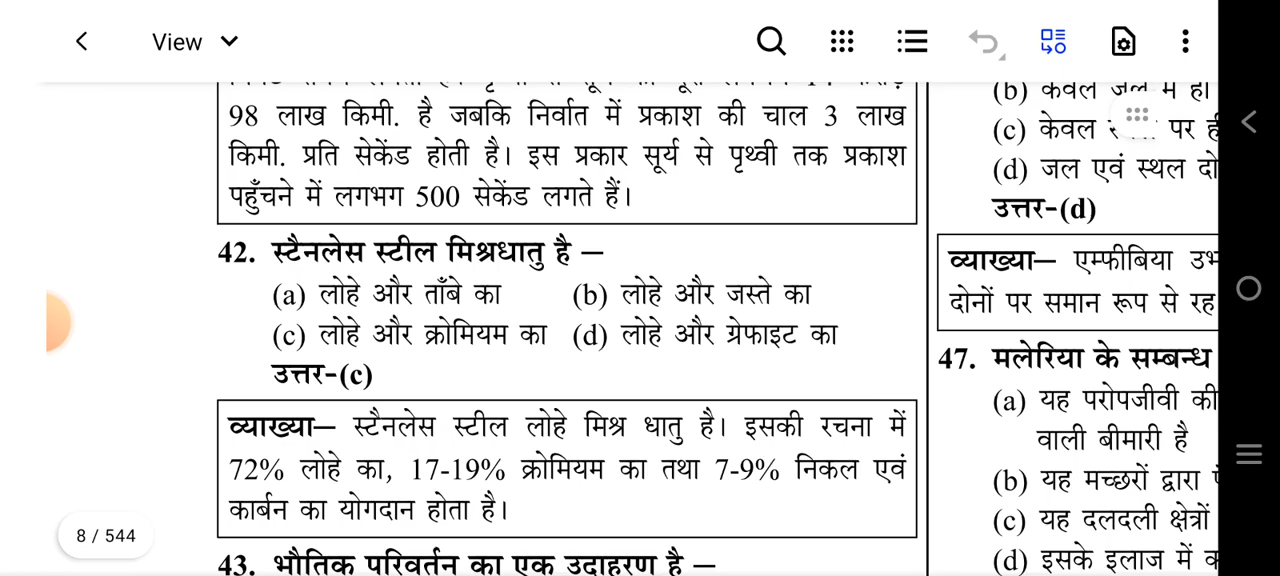 View
98 लाख किमी. है जबकि निर्वात में प्रकाश की चाल 3 लाख
किमी. प्रति सेकेंड होती है। इस प्रकार सूर्य से पृथ्वी तक प्रकाश
पहुँचने में लगभग 500 सेकेंड लगते हैं।
42. स्टैनलेस स्टील मिश्रधातु है –
(a) लोहे और ताँबे का (b) लोहे और जस्ते का
(c) लोहे और क्रोमियम का (d) लोहे और ग्रेफाइट का
उत्तर-(c)
व्याख्या– स्टैनलेस स्टील लोहे मिश्र धातु है। इसकी रचना में
72% लोहे का, 17-19% क्रोमियम का तथा 7-9% निकल एवं
कार्बन का योगदान होता है।
43. भौतिक परिवर्तन का एक उदाहरण है –
(b) केवल जल में ही
(c) केवल पर ही
(d) जल एवं स्थल दो
उत्तर-(d)
व्याख्या– एम्फीबिया
दोनों पर समान रूप से रह
47. मलेरिया के सम्बन्ध
(a) यह परोपजीवी की
वाली बीमारी है
(b) यह मच्छरों द्वारा
(c) यह दलदली क्षेत्रों
(d) इसके इलाज में
8 / 544